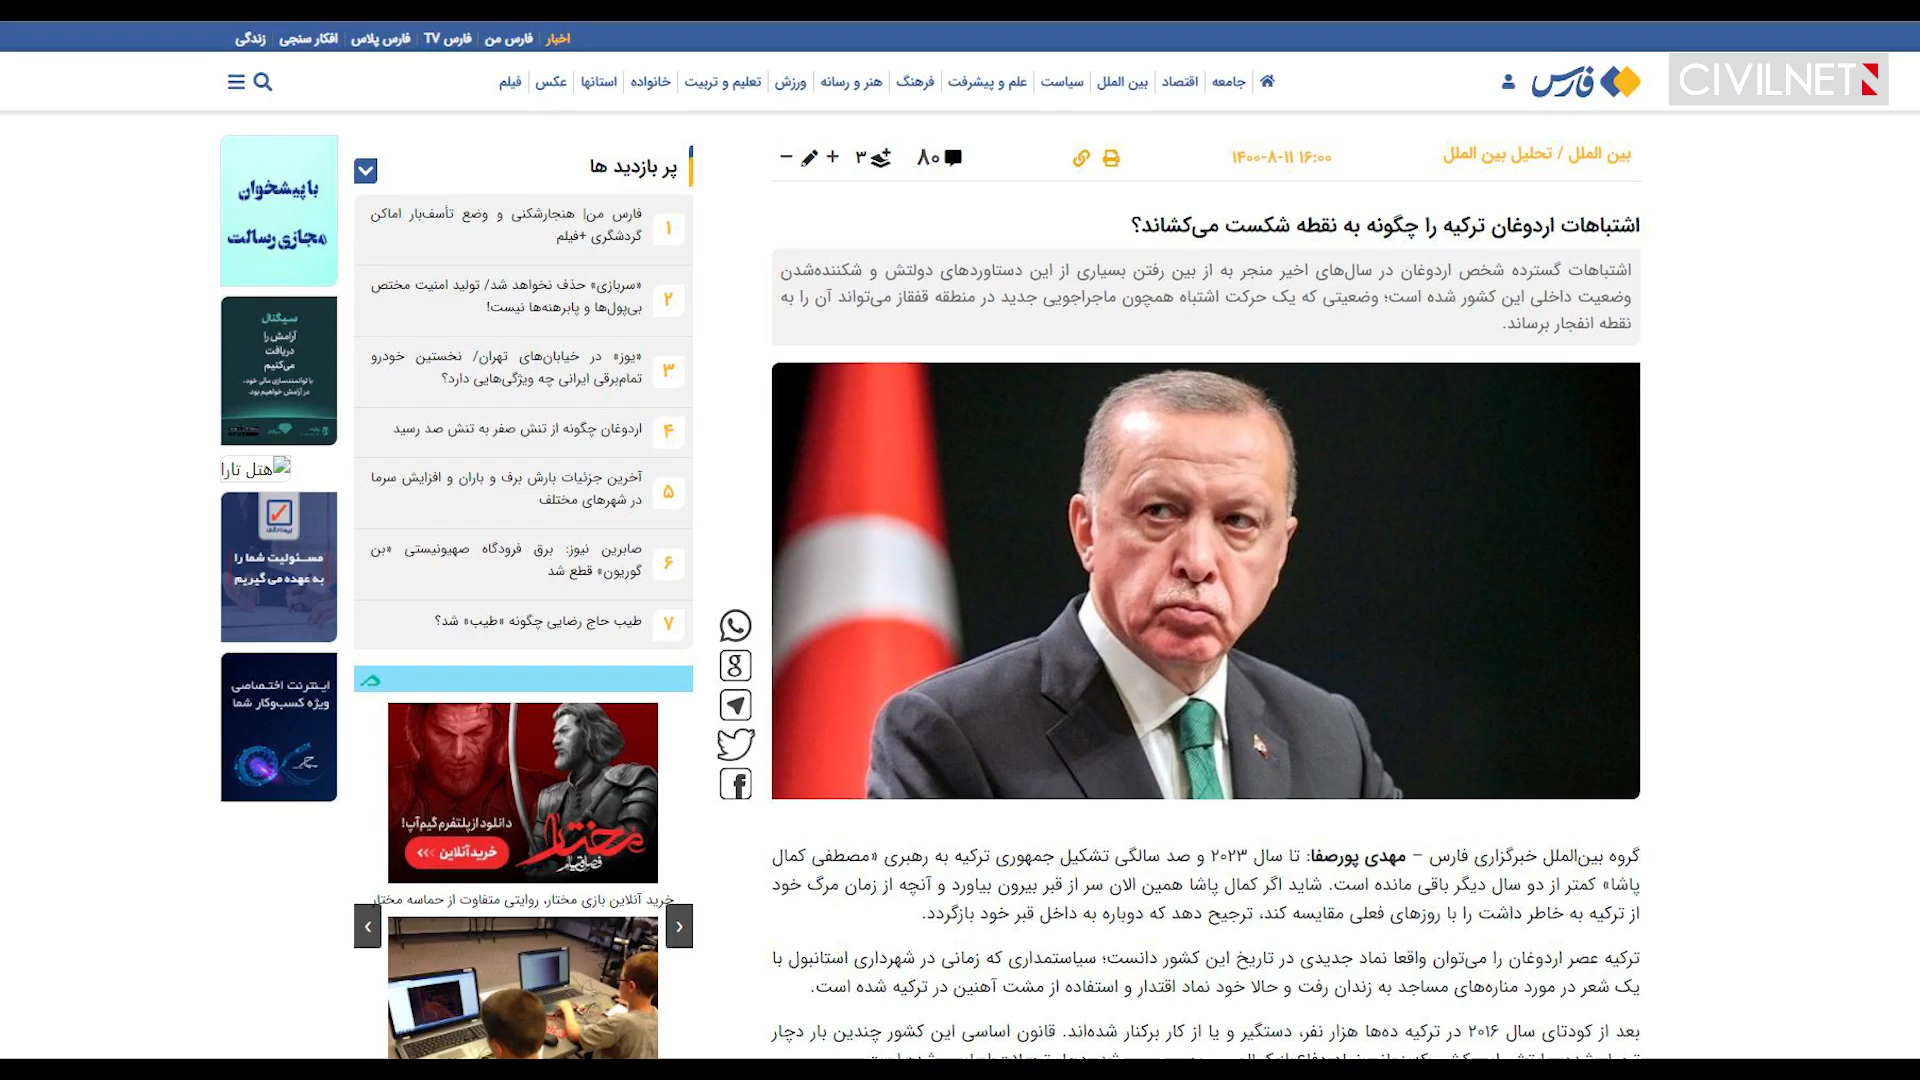 اخبار فارس من فارس TV فارس پلاس افکار سنجی زندگی
CIVILNET
فارس
جامعه اقتصاد بین الملل سیاست علم و پیشرفت فرهنگ هنر و رسانه ورزش تعلیم و تربیت خانواده استانها عکس فیلم
بین الملل / تحلیل بین الملل
۱۴۰۰-۸-۱۱ ۱۶:۰۰
۸۰
۳ + −
اشتباهات اردوغان ترکیه را چگونه به نقطه شکست می‌کشاند؟
اشتباهات گسترده شخص اردوغان در سال‌های اخیر منجر به از بین رفتن بسیاری از این دستاوردهای دولتش و شکننده‌شدن
وضعیت داخلی این کشور شده است؛ وضعیتی که یک حرکت اشتباه همچون ماجراجویی جدید در منطقه قفقاز می‌تواند آن را به
نقطه انفجار برساند.
گروه بین‌الملل خبرگزاری فارس – مهدی پورصفا: تا سال ۲۰۲۳ و صد سالگی تشکیل جمهوری ترکیه به رهبری «مصطفی کمال
پاشا» کمتر از دو سال دیگر باقی مانده است. شاید اگر کمال پاشا همین الان سر از قبر بیرون بیاورد و آنچه از زمان مرگ خود
از ترکیه به خاطر داشت را با روزهای فعلی مقایسه کند، ترجیح دهد که دوباره به داخل قبر خود بازگردد.
ترکیه عصر اردوغان را می‌توان واقعا نماد جدیدی در تاریخ این کشور دانست؛ سیاستمداری که زمانی در شهرداری استانبول با
یک شعر در مورد مناره‌های مساجد به زندان رفت و حالا خود نماد اقتدار و استفاده از مشت آهنین در ترکیه شده است.
بعد از کودتای سال ۲۰۱۶ در ترکیه ده‌ها هزار نفر، دستگیر و یا از کار برکنار شده‌اند. قانون اساسی این کشور چندین بار دچار
پر بازدید ها
۱
فارس من| هنجارشکنی و وضع تأسف‌بار اماکن
گردشگری +فیلم
۲
«سربازی» حذف نخواهد شد/ تولید امنیت مختص
بی‌پول‌ها و پابرهنه‌ها نیست!
۳
«یوز» در خیابان‌های تهران/ نخستین خودرو
تمام‌برقی ایرانی چه ویژگی‌هایی دارد؟
۴
اردوغان چگونه از تنش صفر به تنش صد رسید
۵
آخرین جزئیات بارش برف و باران و افزایش سرما
در شهرهای مختلف
۶
صابرین نیوز: برق فرودگاه صهیونیستی «بن
گوریون» قطع شد
۷
طیب حاج رضایی چگونه «طیب» شد؟
دانلود از پلتفرم گیم‌آپ!
خرید آنلاین >>>
مختار
خرید آنلاین بازی مختار، روایتی متفاوت از حماسه مختار
با پیشخوان
مجازی رسالت
سیگنال
آرامش را
دریافت
می‌کنیم
با توانمندسازی مالی خود،
در آرامش خواهیم بود.
هتل تارا
مسئولیت شما را
به عهده می گیریم
اینترنت اختصاصی
ویژه کسب‌وکار شما